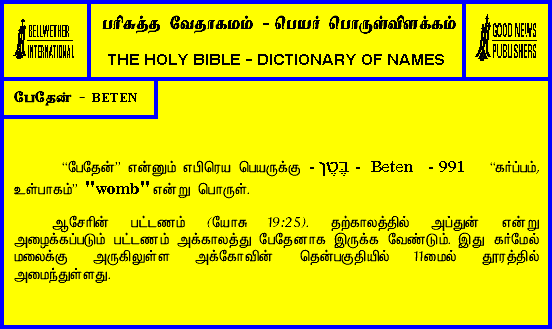 BELLWETHER
INTERNATIONAL
பரிசுத்த வேதாகமம் - பெயர் பொருள்விளக்கம்
THE HOLY BIBLE - DICTIONARY OF NAMES
GOOD NEWS
PUBLISHERS
பேதேன் - BETEN
“பேதேன்” என்னும் எபிரெய பெயருக்கு - בֶּטֶן - Beten - 991 “கர்ப்பம்,
உள்பாகம்” "womb" என்று பொருள்.
ஆசேரின் பட்டணம் (யோசு 19:25). தற்காலத்தில் அப்துன் என்று
அழைக்கப்படும் பட்டணம் அக்காலத்து பேதேனாக இருக்க வேண்டும். இது கர்மேல்
மலைக்கு அருகிலுள்ள அக்கோவின் தென்பகுதியில் 11மைல் தூரத்தில்
அமைந்துள்ளது.